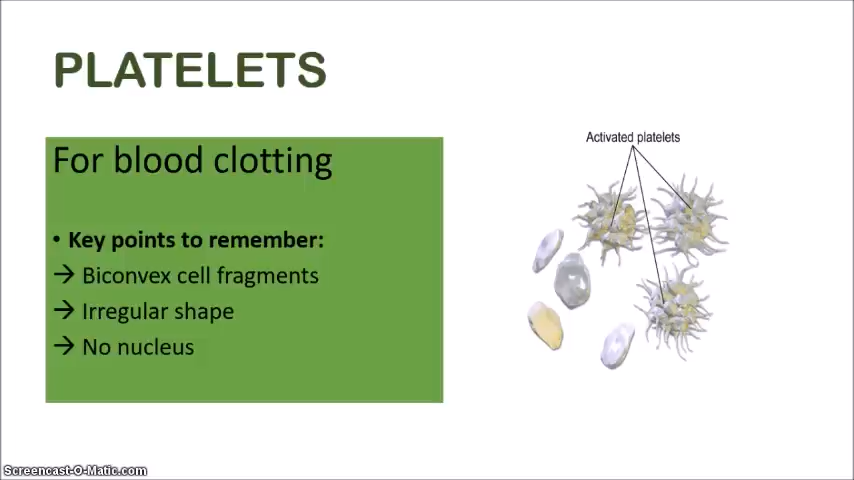 PLATELETS
For blood clotting
• Key points to remember:
→ Biconvex cell fragments
→ Irregular shape
→ No nucleus
Activated platelets
Screencast-O-Matic.com